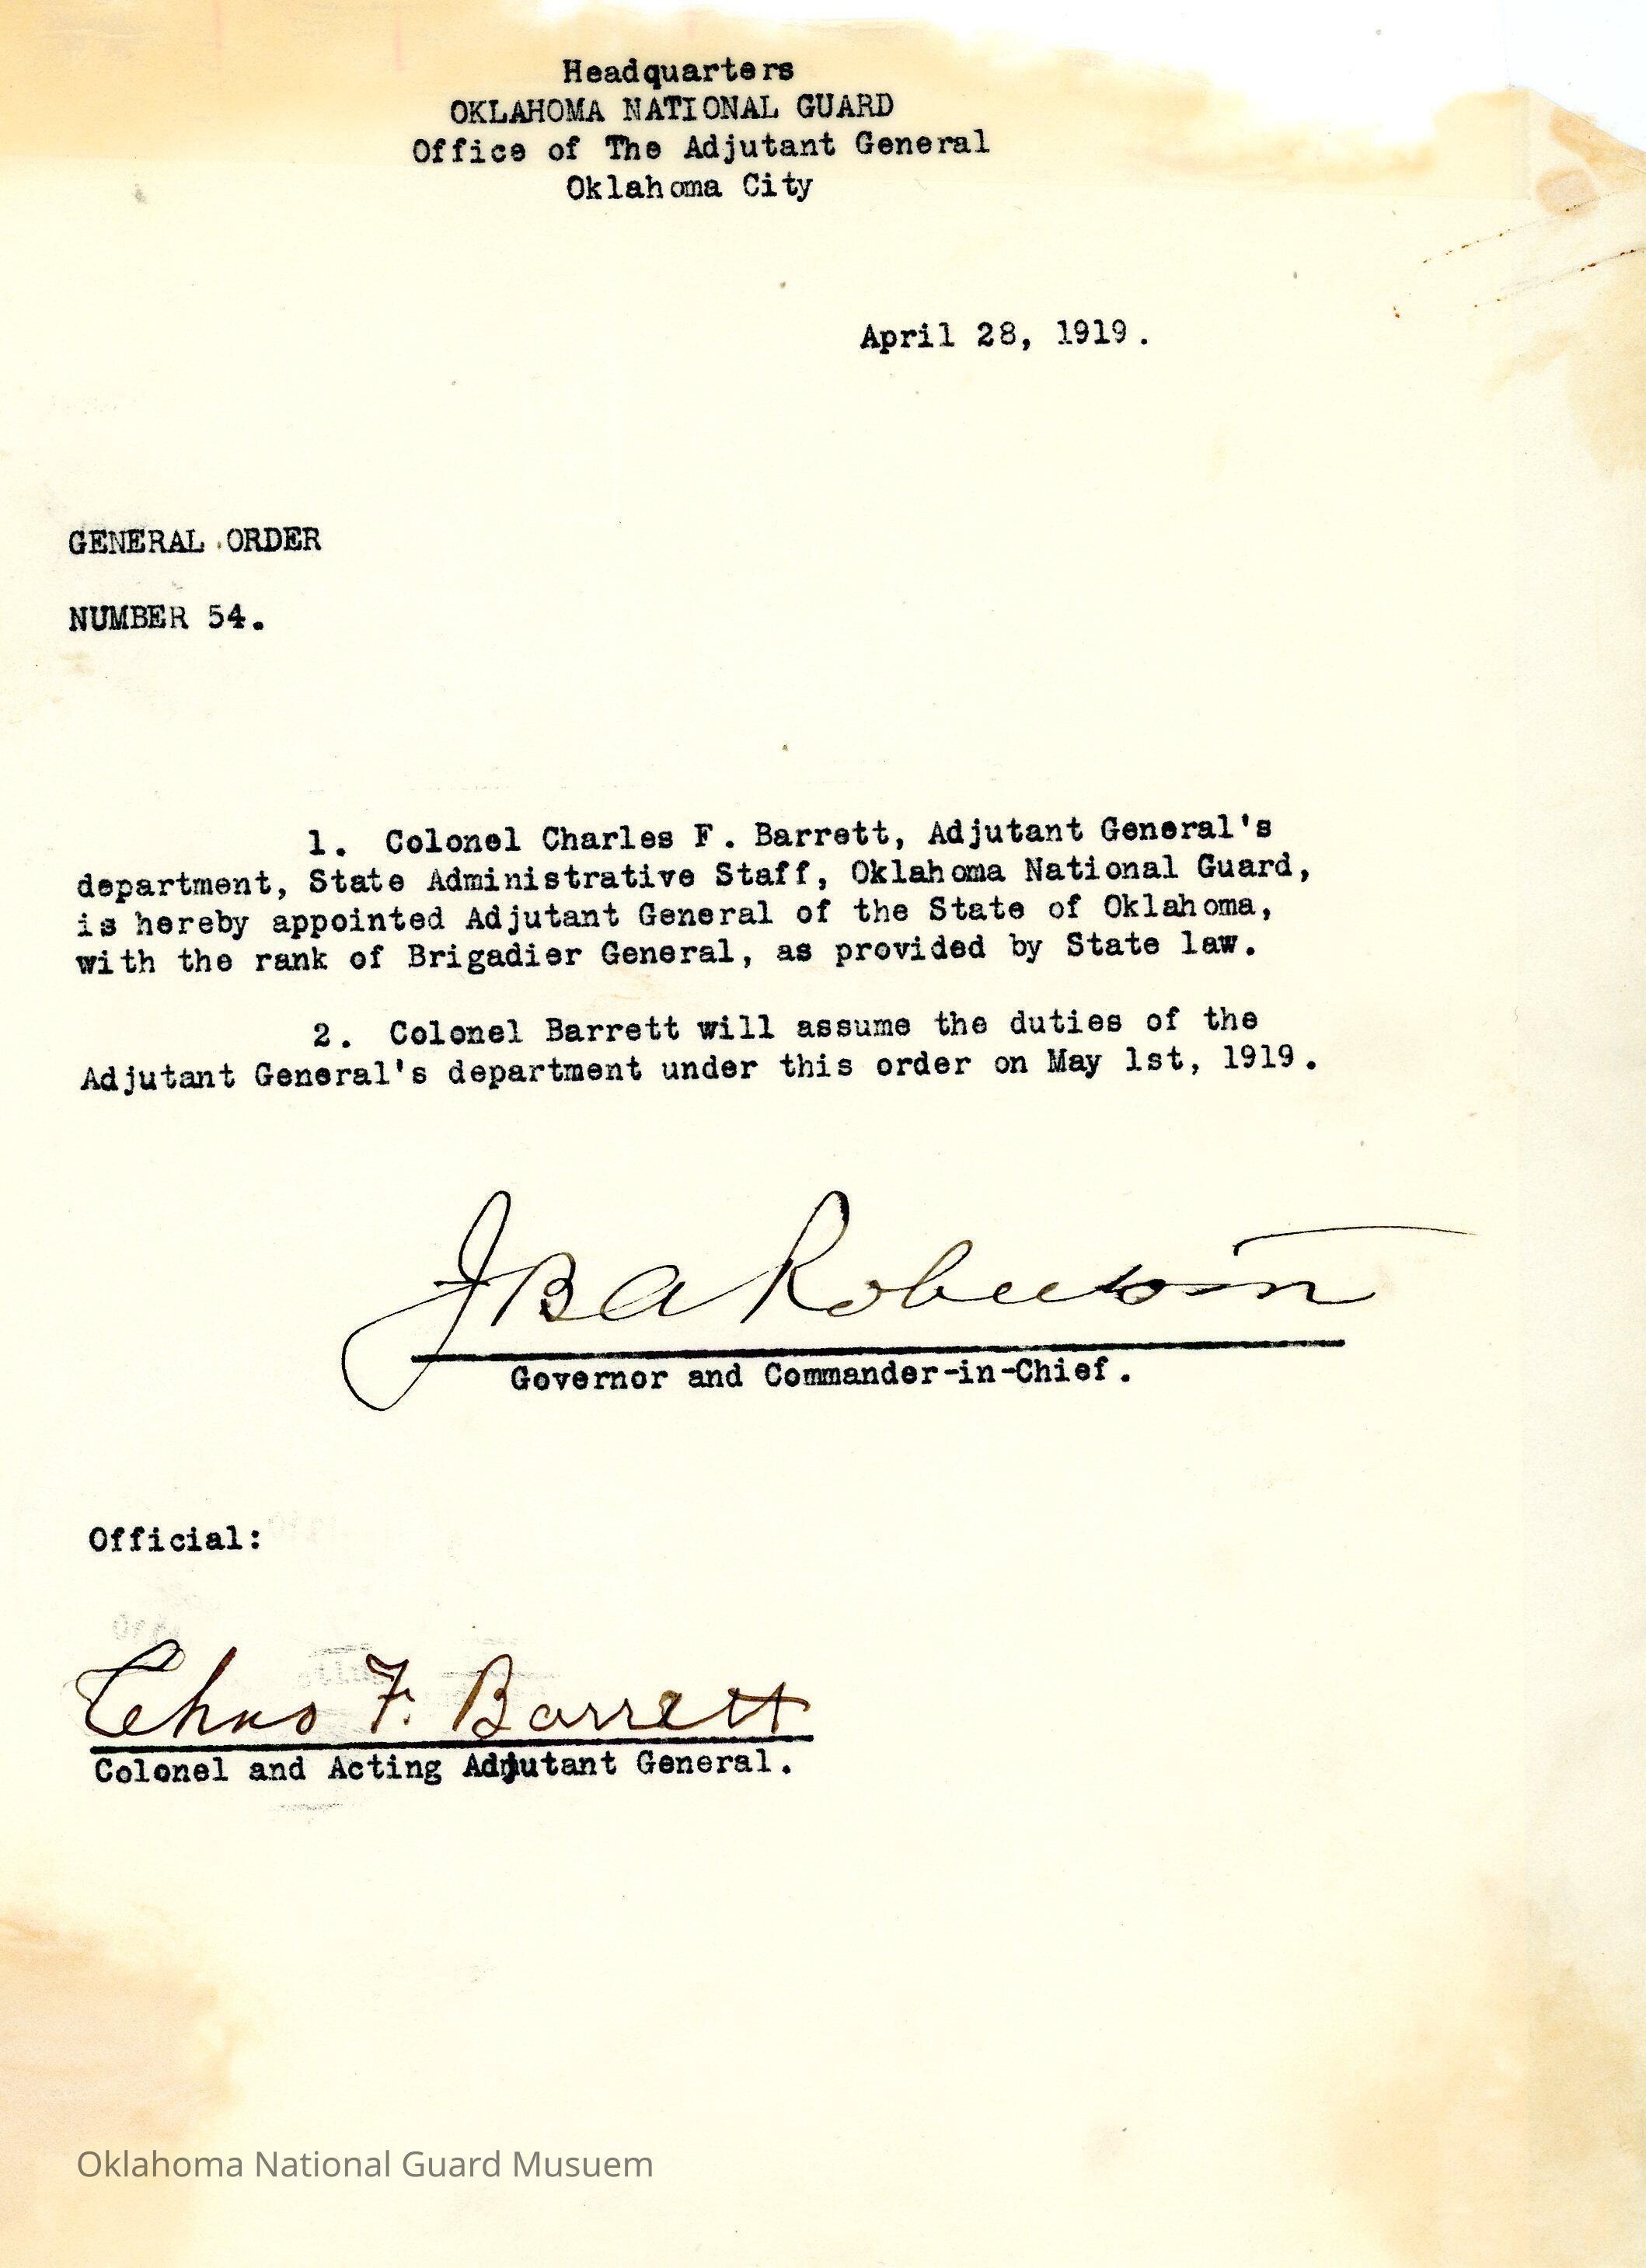 Headquarters
OKLAHOMA NATIONAL GUARD
Office of The Adjutant General
Oklahoma City
April 28, 1919.
GENERAL ORDER
NUMBER 54.
1. Colonel Charles F. Barrett, Adjutant General's
department, State Administrative Staff, Oklahoma National Guard,
is hereby appointed Adjutant General of the State of Oklahoma,
with the rank of Brigadier General, as provided by State law.
2. Colonel Barrett will assume the duties of the
Adjutant General's department under this order on May 1st, 1919.
J B A Robertson
Governor and Commander-in-Chief.
Official:
Chas F. Barrett
Colonel and Acting Adjutant General.
Oklahoma National Guard Musuem